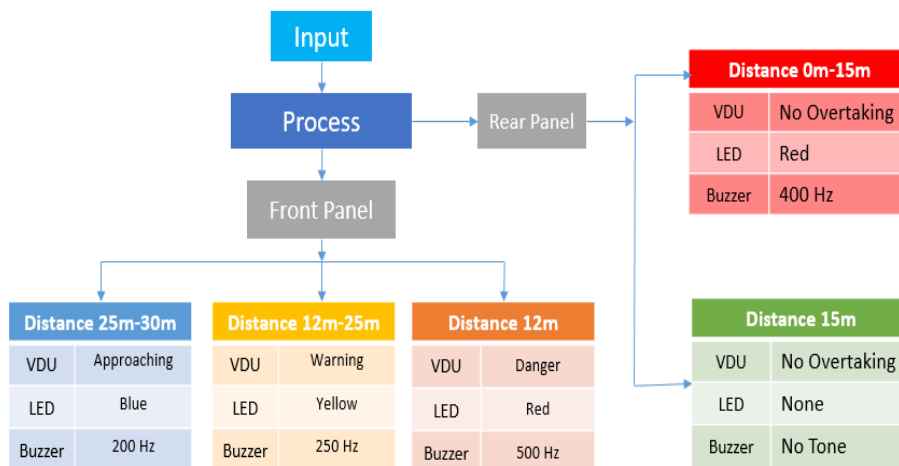 Input
Process
Rear Panel
Front Panel
Distance 0m-15m
VDU No Overtaking
LED Red
Buzzer 400 Hz
Distance 25m-30m
VDU Approaching
LED Blue
Buzzer 200 Hz
Distance 12m-25m
VDU Warning
LED Yellow
Buzzer 250 Hz
Distance 12m
VDU Danger
LED Red
Buzzer 500 Hz
Distance 15m
VDU No Overtaking
LED None
Buzzer No Tone